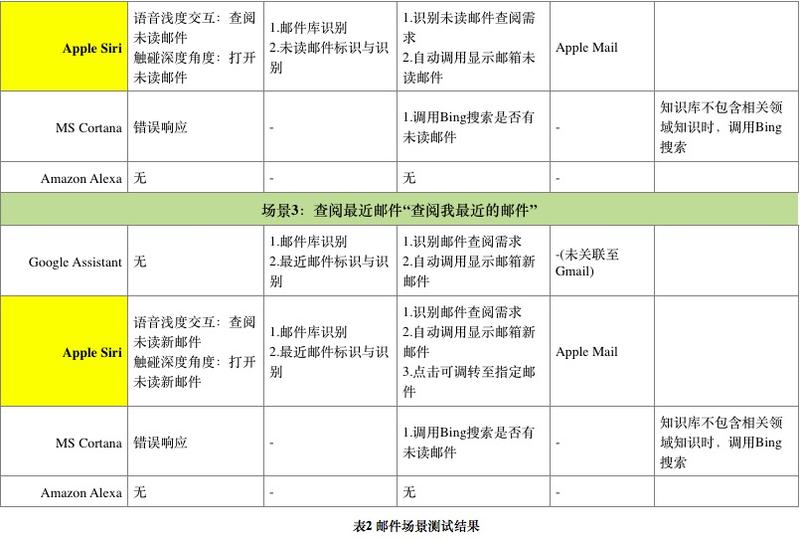 Apple Siri
语音浅度交互：查阅
未读邮件
触碰深度角度：打开
未读邮件
1.邮件库识别
2.未读邮件标识与识
别
1.识别未读邮件查阅需
求
2.自动调用显示邮箱未
读邮件
Apple Mail
MS Cortana
错误响应
-
1.调用Bing搜索是否有
未读邮件
-
知识库不包含相关领
域知识时，调用Bing
搜索
Amazon Alexa
无
-
无
-
场景3：查阅最近邮件“查阅我最近的邮件”
Google Assistant
无
1.邮件库识别
2.最近邮件标识与识
别
1.识别邮件查阅需求
2.自动调用显示邮箱新
邮件
-(未关联至
Gmail)
Apple Siri
语音浅度交互：查阅
未读新邮件
触碰深度角度：打开
未读新邮件
1.邮件库识别
2.最近邮件标识与识
别
1.识别邮件查阅需求
2.自动调用显示邮箱新
邮件
3.点击可调转至指定邮
件
Apple Mail
MS Cortana
错误响应
-
1.调用Bing搜索是否有
未读邮件
-
知识库不包含相关领
域知识时，调用Bing
搜索
Amazon Alexa
无
-
无
-
表2 邮件场景测试结果